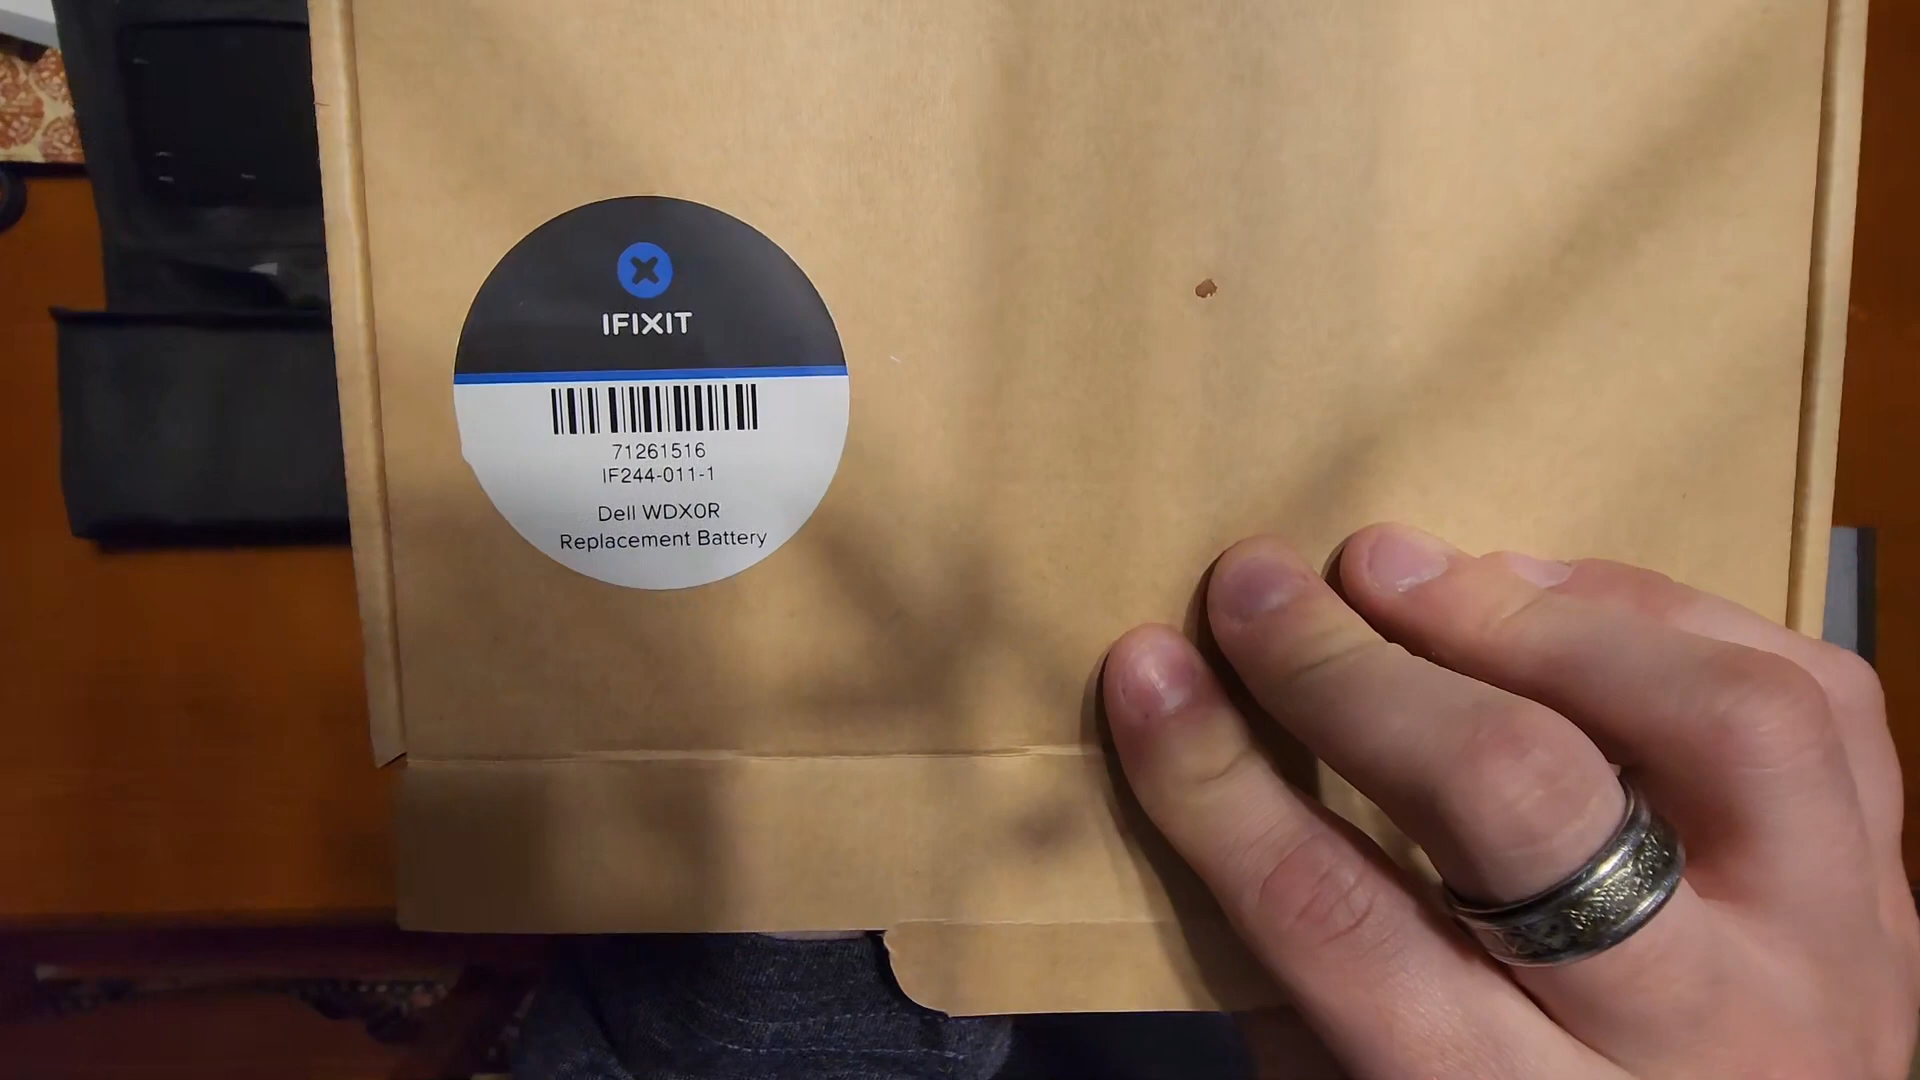 IFIXIT
71261516
IF244-011-1
Dell WDX0R
Replacement Battery